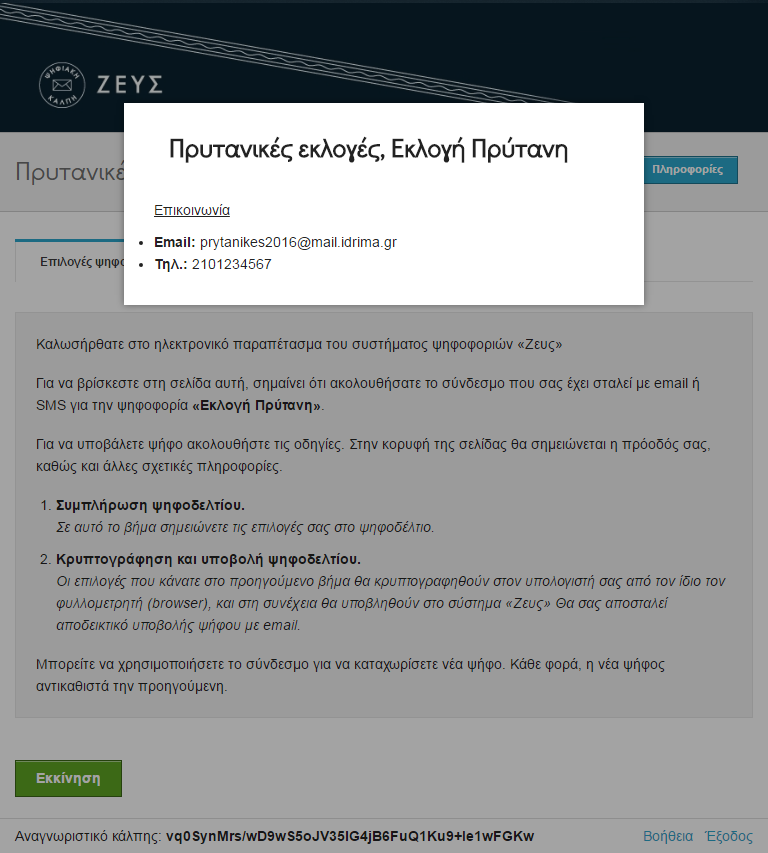 ΨΗΦΙΑΚΗ ΚΑΛΠΗ
ΖΕΥΣ
Πρυτανικέ
Πρυτανικές εκλογές, Εκλογή Πρύτανη
Πληροφορίες
Επικοινωνία
• Email: prytanikes2016@mail.idrima.gr
• Τηλ.: 2101234567
Επιλογές ψηφο
Καλωσήρθατε στο ηλεκτρονικό παραπέτασμα του συστήματος ψηφοφοριών «Ζευς»
Για να βρίσκεστε στη σελίδα αυτή, σημαίνει ότι ακολουθήσατε το σύνδεσμο που σας έχει σταλεί με email ή
SMS για την ψηφοφορία «Εκλογή Πρύτανη».
Για να υποβάλετε ψήφο ακολουθήστε τις οδηγίες. Στην κορυφή της σελίδας θα σημειώνεται η πρόοδός σας,
καθώς και άλλες σχετικές πληροφορίες.
1. Συμπλήρωση ψηφοδελτίου.
Σε αυτό το βήμα σημειώνετε τις επιλογές σας στο ψηφοδέλτιο.
2. Κρυπτογράφηση και υποβολή ψηφοδελτίου.
Οι επιλογές που κάνατε στο προηγούμενο βήμα θα κρυπτογραφηθούν στον υπολογιστή σας από τον ίδιο τον
φυλλομετρητή (browser), και στη συνέχεια θα υποβληθούν στο σύστημα «Ζευς» Θα σας αποσταλεί
αποδεικτικό υποβολής ψήφου με email.
Μπορείτε να χρησιμοποιήσετε το σύνδεσμο για να καταχωρίσετε νέα ψήφο. Κάθε φορά, η νέα ψήφος
αντικαθιστά την προηγούμενη.
Εκκίνηση
Αναγνωριστικό κάλπης: vq0SynMrs/wD9wS5oJV35IG4jB6FuQ1Ku9+Ie1wFGKw
Βοήθεια Έξοδος